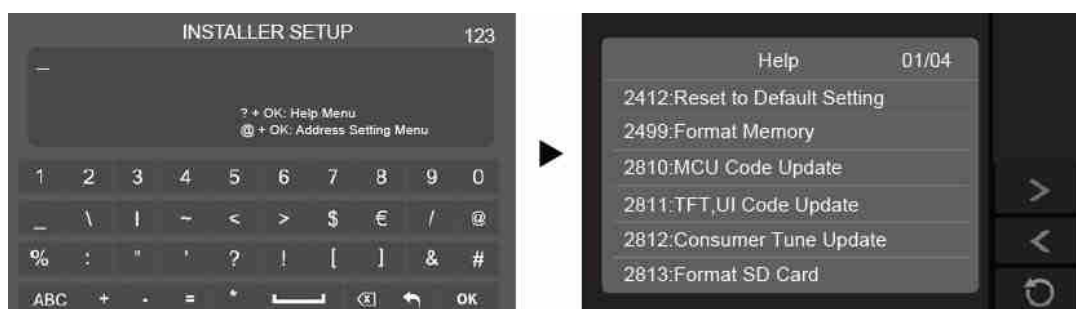 INSTALLER SETUP 123
_
? + OK: Help Menu
@ + OK: Address Setting Menu
1 2 3 4 5 6 7 8 9 0
_ \ | ~ < > $ € / @
% : " ' ? ! [ ] & #
ABC + - = * OK
Help 01/04
2412:Reset to Default Setting
2499:Format Memory
2810:MCU Code Update
2811:TFT,UI Code Update
2812:Consumer Tune Update
2813:Format SD Card